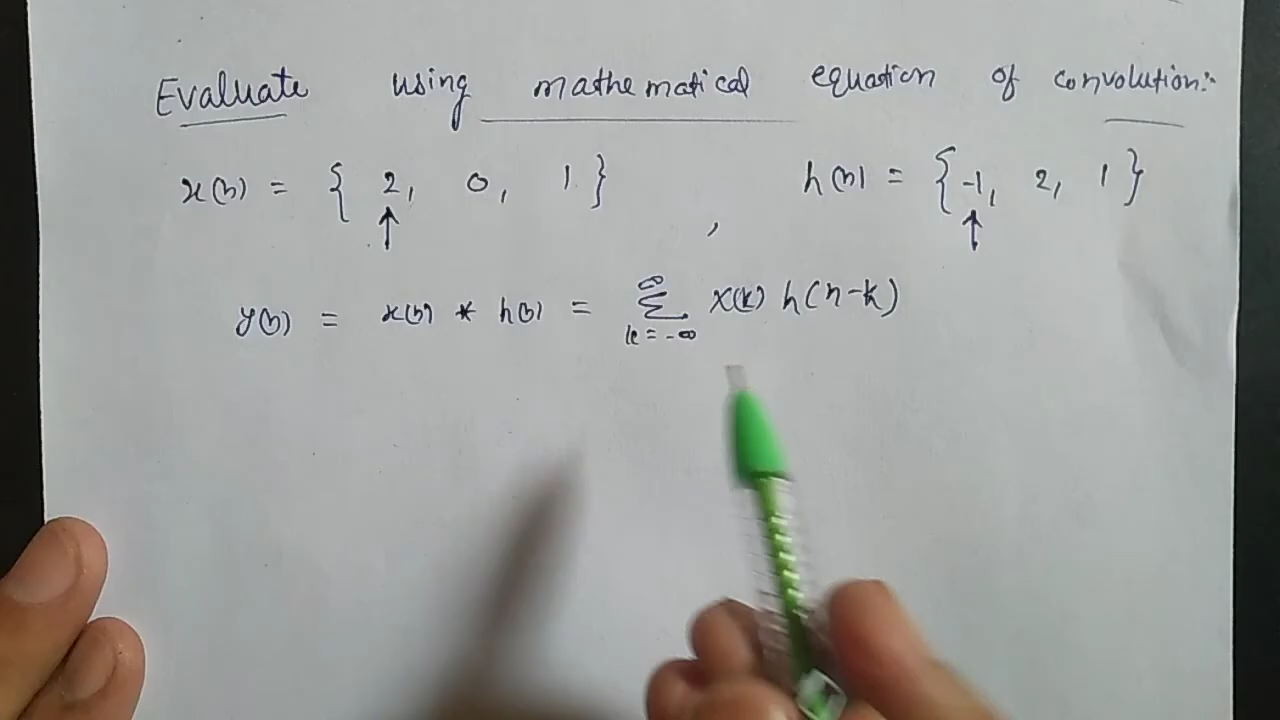 Evaluate using mathematical equation of convolution:-
x(n) = { 2, 0, 1 } , h(n) = { -1, 2, 1 }
↑ ↑
y(n) = x(n) * h(n) = ∞ Σ k=-∞ x(k) h(n-k)